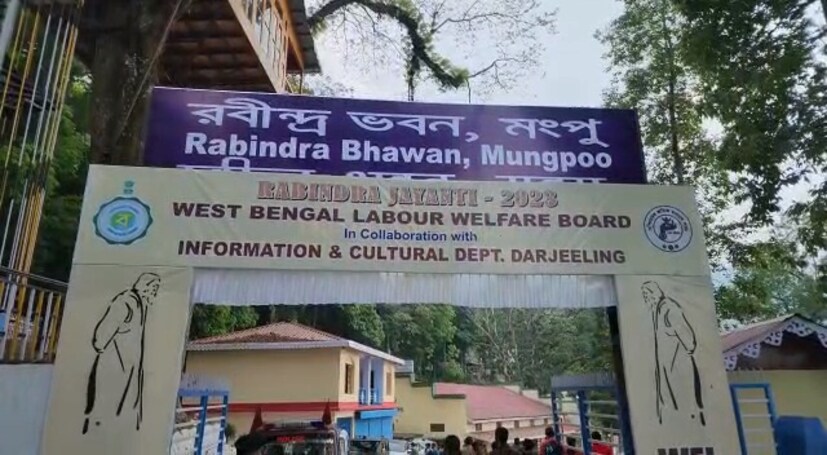 রবীন্দ্র ভবন, মংপু
Rabindra Bhawan, Mungpoo
RABINDRA JAYANTI - 2023
WEST BENGAL LABOUR WELFARE BOARD
In Collaboration with
INFORMATION & CULTURAL DEPT. DARJEELING